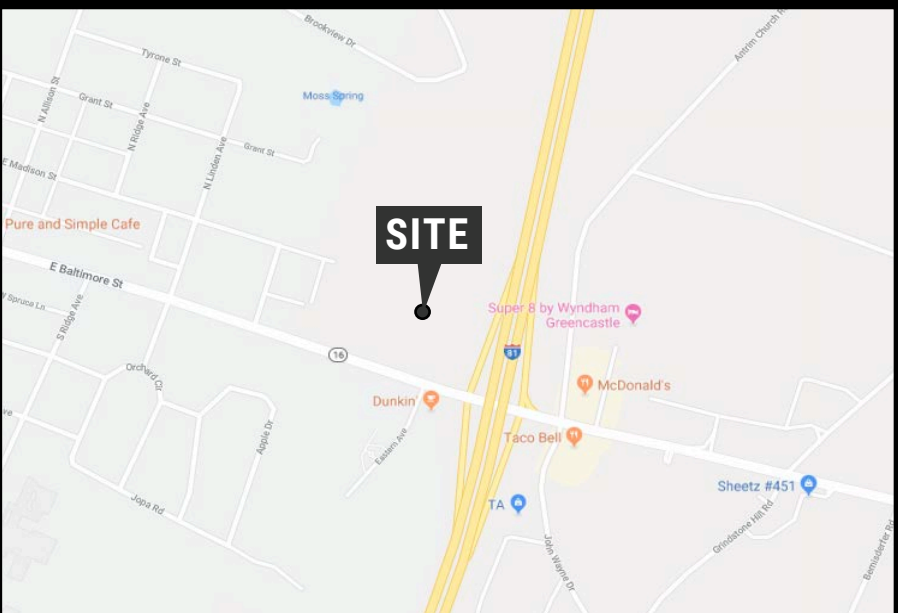 Brookview Dr
Antrim Church R
Tyrone St
Moss Spring
N Allison St
Grant St
N Ridge Ave
Grant St
N Linden Ave
E Madison St
Pure and Simple Cafe
SITE
E Baltimore St
W Spruce Ln
S Ridge Ave
Super 8 by Wyndham
Greencastle
81
16
Orchard Cir
McDonald's
Dunkin'
ve
Apple Dr
Eastern Ave
Taco Bell
Sheetz #451
Jopa Rd
TA
Grindstone Hill Rd
John Wayne Dr
Bemisderfer Rd